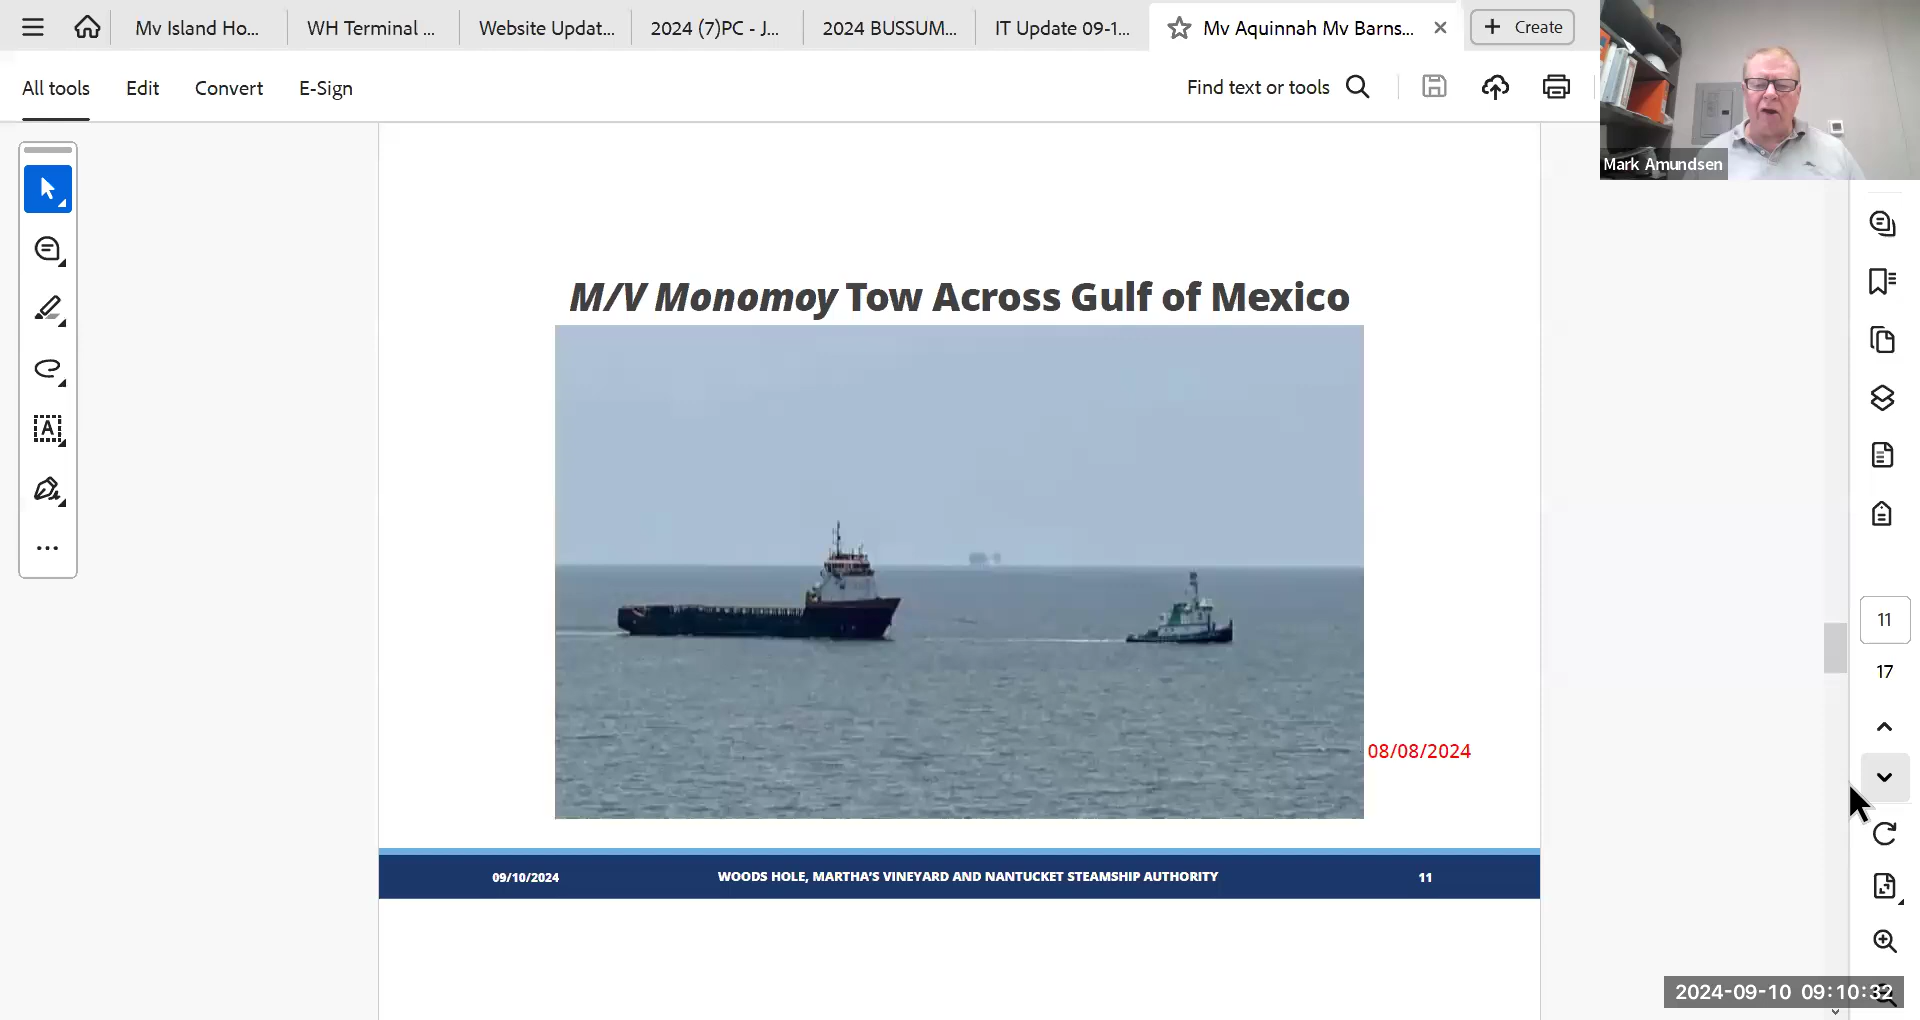 Mv Island Ho...
WH Terminal ...
Website Updat...
2024 (7)PC - J...
2024 BUSSUM...
IT Update 09-1...
Mv Aquinnah Mv Barns...
Create
All tools
Edit
Convert
E-Sign
Find text or tools
Mark Amundsen
M/V Monomoy Tow Across Gulf of Mexico
08/08/2024
11
17
09/10/2024
WOODS HOLE, MARTHA'S VINEYARD AND NANTUCKET STEAMSHIP AUTHORITY
11
2024-09-10 09:10:32